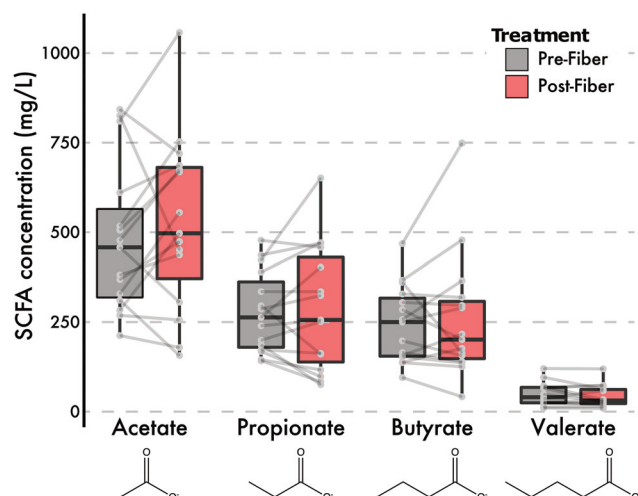 Treatment
Pre-Fiber
Post-Fiber
SCFA concentration (mg/L)
1000
750
500
250
0
Acetate Propionate Butyrate Valerate
O O O O
O⁻ O⁻ O⁻ O